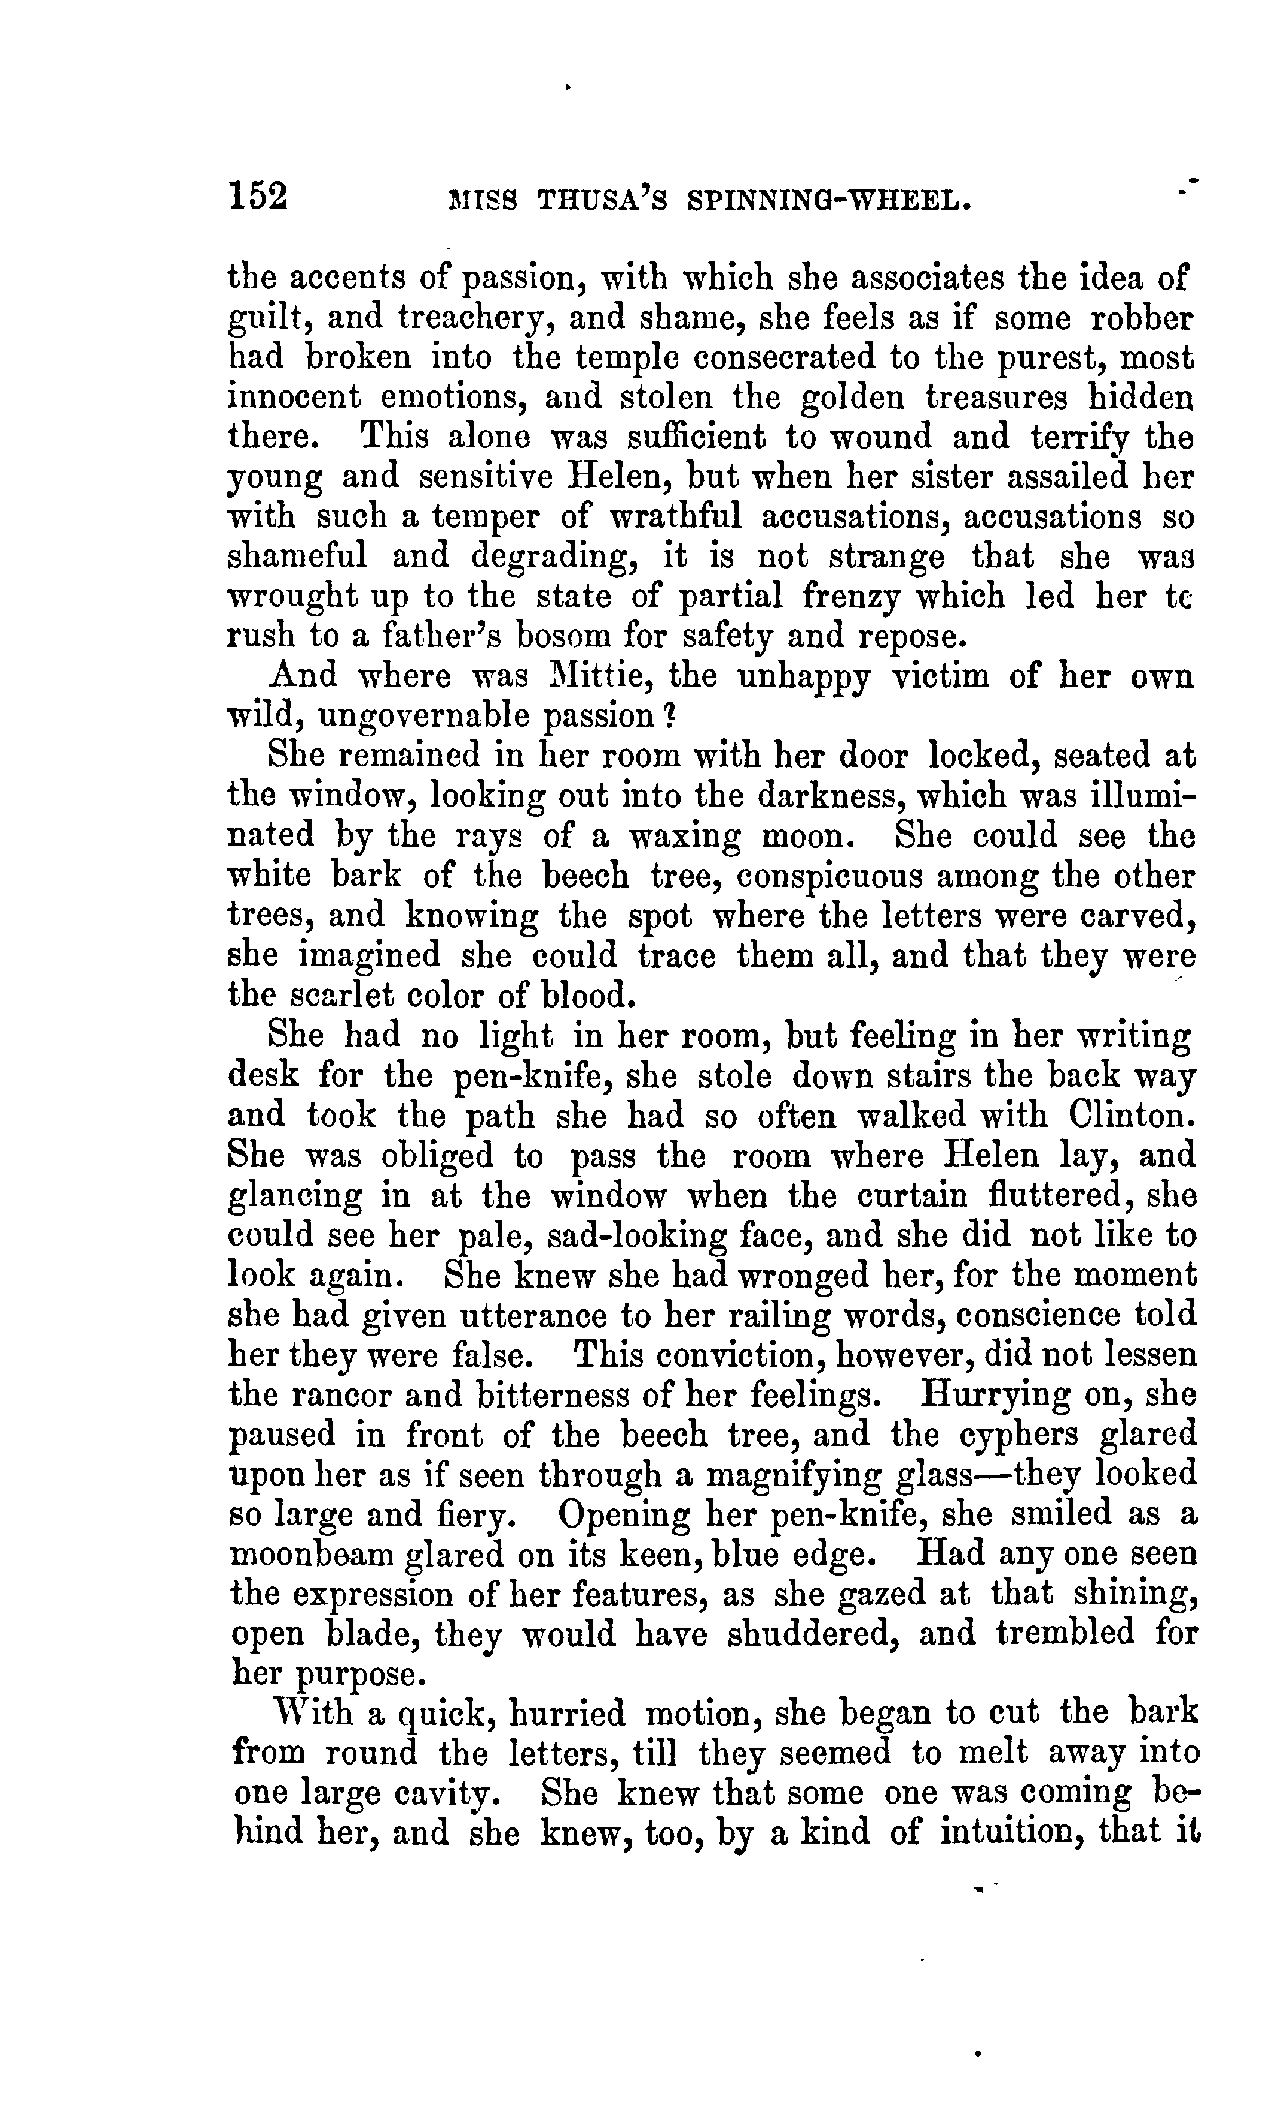 152 MISS THUSA'S SPINNING-WHEEL.
the accents of passion, with which she associates the idea of
guilt, and treachery, and shame, she feels as if some robber
had broken into the temple consecrated to the purest, most
innocent emotions, and stolen the golden treasures hidden
there. This alone was sufficient to wound and terrify the
young and sensitive Helen, but when her sister assailed her
with such a temper of wrathful accusations, accusations so
shameful and degrading, it is not strange that she was
wrought up to the state of partial frenzy which led her to
rush to a father's bosom for safety and repose.
And where was Mittie, the unhappy victim of her own
wild, ungovernable passion?
She remained in her room with her door locked, seated at
the window, looking out into the darkness, which was illumi-
nated by the rays of a waxing moon. She could see the
white bark of the beech tree, conspicuous among the other
trees, and knowing the spot where the letters were carved,
she imagined she could trace them all, and that they were
the scarlet color of blood.
She had no light in her room, but feeling in her writing
desk for the pen-knife, she stole down stairs the back way
and took the path she had so often walked with Clinton.
She was obliged to pass the room where Helen lay, and
glancing in at the window when the curtain fluttered, she
could see her pale, sad-looking face, and she did not like to
look again. She knew she had wronged her, for the moment
she had given utterance to her railing words, conscience told
her they were false. This conviction, however, did not lessen
the rancor and bitterness of her feelings. Hurrying on, she
paused in front of the beech tree, and the cyphers glared
upon her as if seen through a magnifying glass—they looked
so large and fiery. Opening her pen-knife, she smiled as a
moonbeam glared on its keen, blue edge. Had any one seen
the expression of her features, as she gazed at that shining,
open blade, they would have shuddered, and trembled for
her purpose.
With a quick, hurried motion, she began to cut the bark
from round the letters, till they seemed to melt away into
one large cavity. She knew that some one was coming be-
hind her, and she knew, too, by a kind of intuition, that it